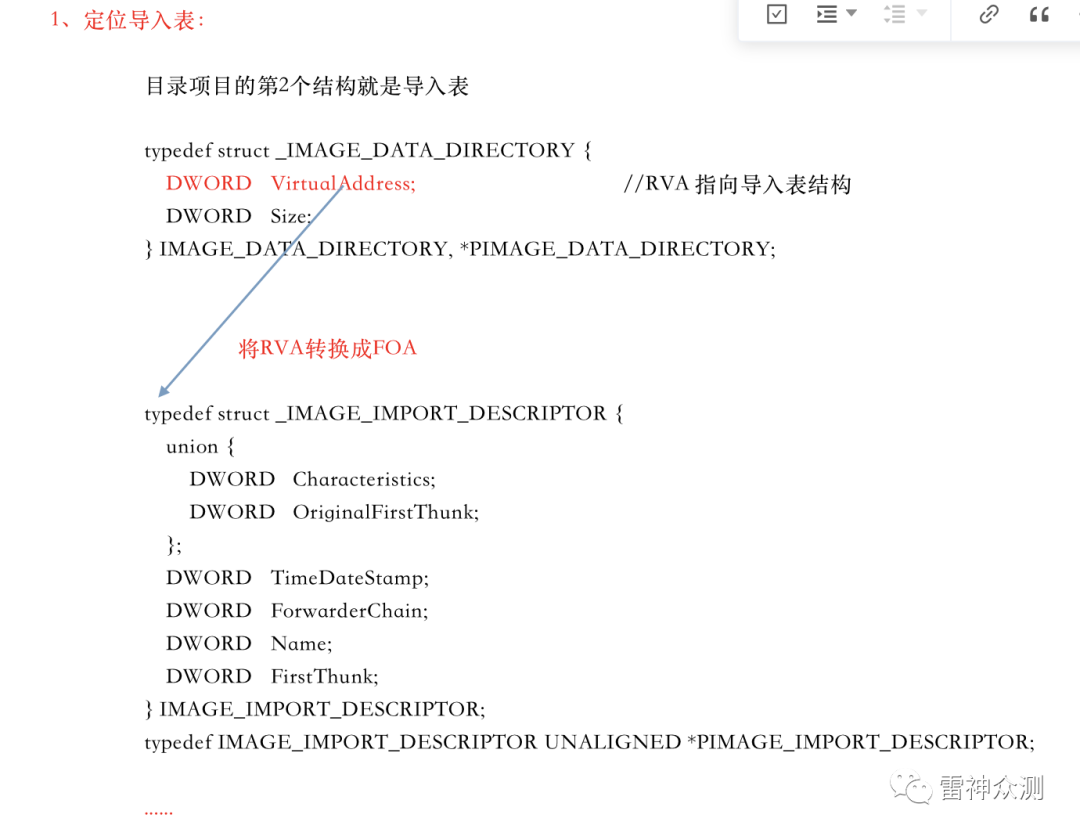 1、定位导入表:
目录项目的第2个结构就是导入表
typedef struct _IMAGE_DATA_DIRECTORY {
DWORD VirtualAddress; //RVA 指向导入表结构
DWORD Size;
} IMAGE_DATA_DIRECTORY, *PIMAGE_DATA_DIRECTORY;
将RVA转换成FOA
typedef struct _IMAGE_IMPORT_DESCRIPTOR {
union {
DWORD Characteristics;
DWORD OriginalFirstThunk;
};
DWORD TimeDateStamp;
DWORD ForwarderChain;
DWORD Name;
DWORD FirstThunk;
} IMAGE_IMPORT_DESCRIPTOR;
typedef IMAGE_IMPORT_DESCRIPTOR UNALIGNED *PIMAGE_IMPORT_DESCRIPTOR;
雷神众测
......